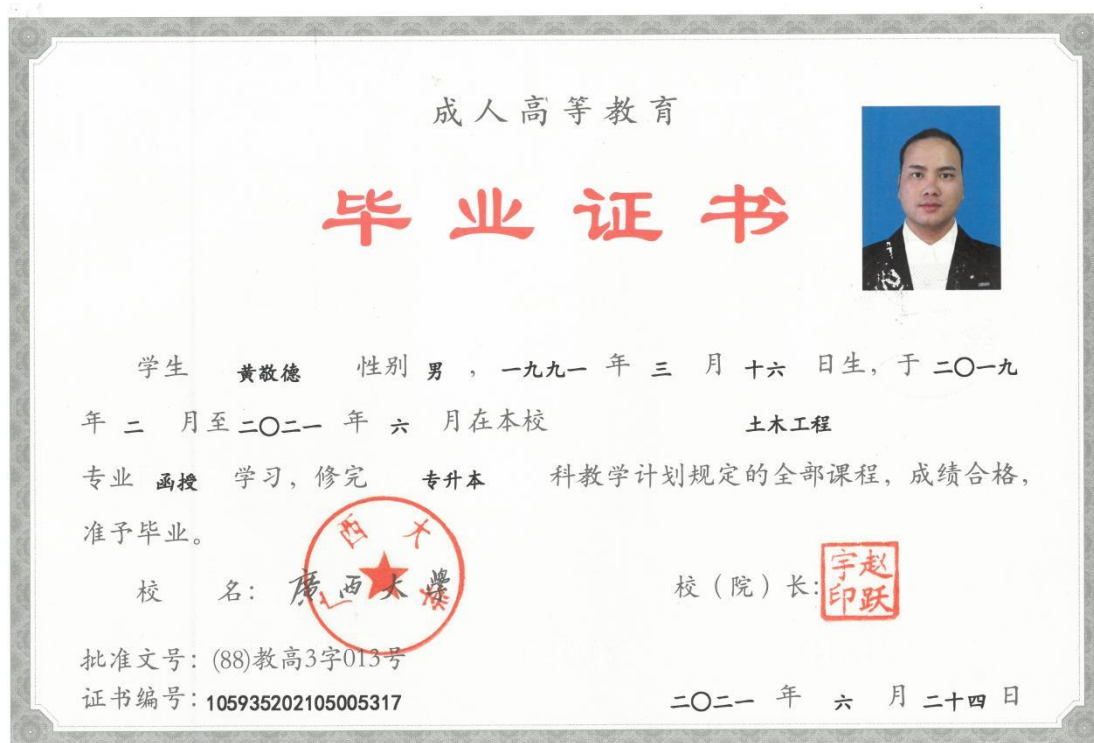 成人高等教育
毕业证书
学生 黄敬德 性别 男 ，一九九一 年 三 月 十六 日生，于 二〇一九
年 二 月至 二〇二一 年 六 月在本校 土木工程
专业 函授 学习，修完 专升本 科教学计划规定的全部课程，成绩合格，
准予毕业。
广西大学
校 名：廣西大學
校（院）长：
赵跃宇印
批准文号：(88)教高3字013号
证书编号：105935202105005317
二〇二一 年 六 月 二十四 日